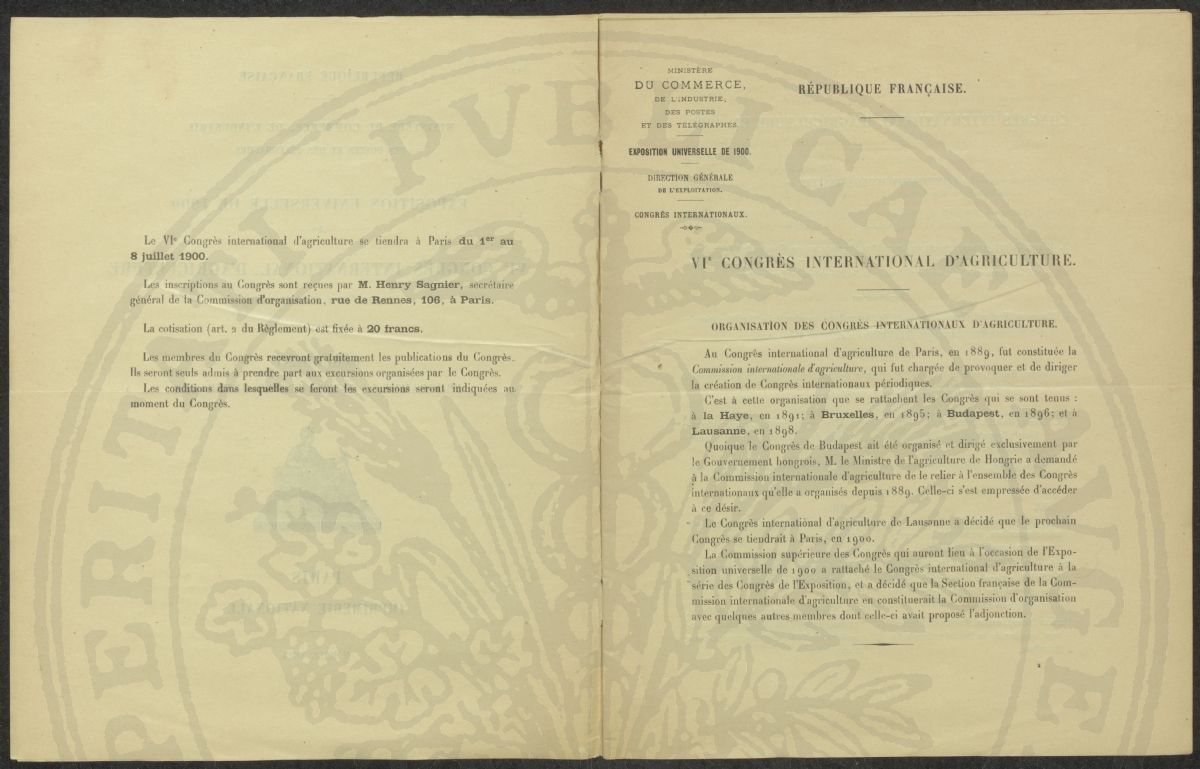 Le VIe Congrès international d'agriculture se tiendra à Paris du 1er au
8 juillet 1900.
Les inscriptions au Congrès sont reçues par M. Henry Sagnier, secrétaire
général de la Commission d'organisation, rue de Rennes, 106, à Paris.
La cotisation (art. 2 du Règlement) est fixée à 20 francs.
Les membres du Congrès recevront gratuitement les publications du Congrès.
Ils seront seuls admis à prendre part aux excursions organisées par le Congrès.
Les conditions dans lesquelles se feront les excursions seront indiquées au
moment du Congrès.
MINISTÈRE
DU COMMERCE,
DE L'INDUSTRIE,
DES POSTES
ET DES TÉLÉGRAPHES.
EXPOSITION UNIVERSELLE DE 1900.
DIRECTION GÉNÉRALE
DE L'EXPLOITATION.
CONGRÈS INTERNATIONAUX.
RÉPUBLIQUE FRANÇAISE.
VIe CONGRÈS INTERNATIONAL D'AGRICULTURE.
ORGANISATION DES CONGRÈS INTERNATIONAUX D'AGRICULTURE.
Au Congrès international d'agriculture de Paris, en 1889, fut constituée la
Commission internationale d'agriculture, qui fut chargée de provoquer et de diriger
la création de Congrès internationaux périodiques.
C'est à cette organisation que se rattachent les Congrès qui se sont tenus :
à la Haye, en 1891; à Bruxelles, en 1895; à Budapest, en 1896; et à
Lausanne, en 1898.
Quoique le Congrès de Budapest ait été organisé et dirigé exclusivement par
le Gouvernement hongrois, M. le Ministre de l'agriculture de Hongrie a demandé
à la Commission internationale d'agriculture de le relier à l'ensemble des Congrès
internationaux qu'elle a organisés depuis 1889. Celle-ci s'est empressée d'accéder
à ce désir.
Le Congrès international d'agriculture de Lausanne a décidé que le prochain
Congrès se tiendrait à Paris, en 1900.
La Commission supérieure des Congrès qui auront lieu à l'occasion de l'Expo-
sition universelle de 1900 a rattaché le Congrès international d'agriculture à la
série des Congrès de l'Exposition, et a décidé que la Section française de la Com-
mission internationale d'agriculture en constituerait la Commission d'organisation
avec quelques autres membres dont celle-ci avait proposé l'adjonction.